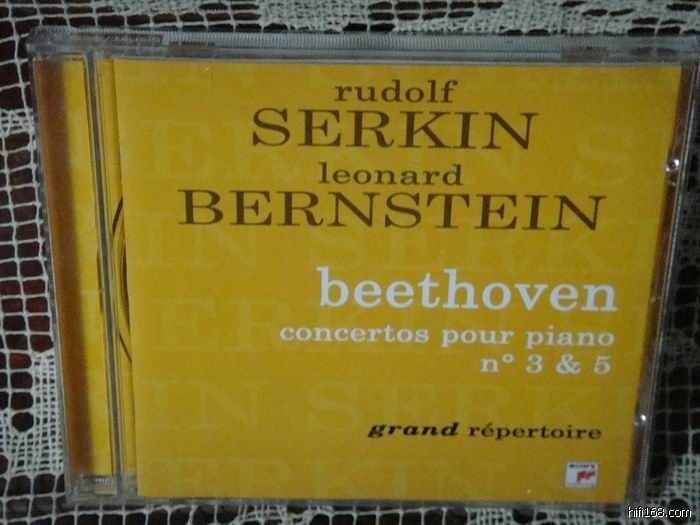 rudolf
SERKIN
leonard
BERNSTEIN
beethoven
concertos pour piano
n° 3 & 5
grand répertoire
SONY
hifi168.com